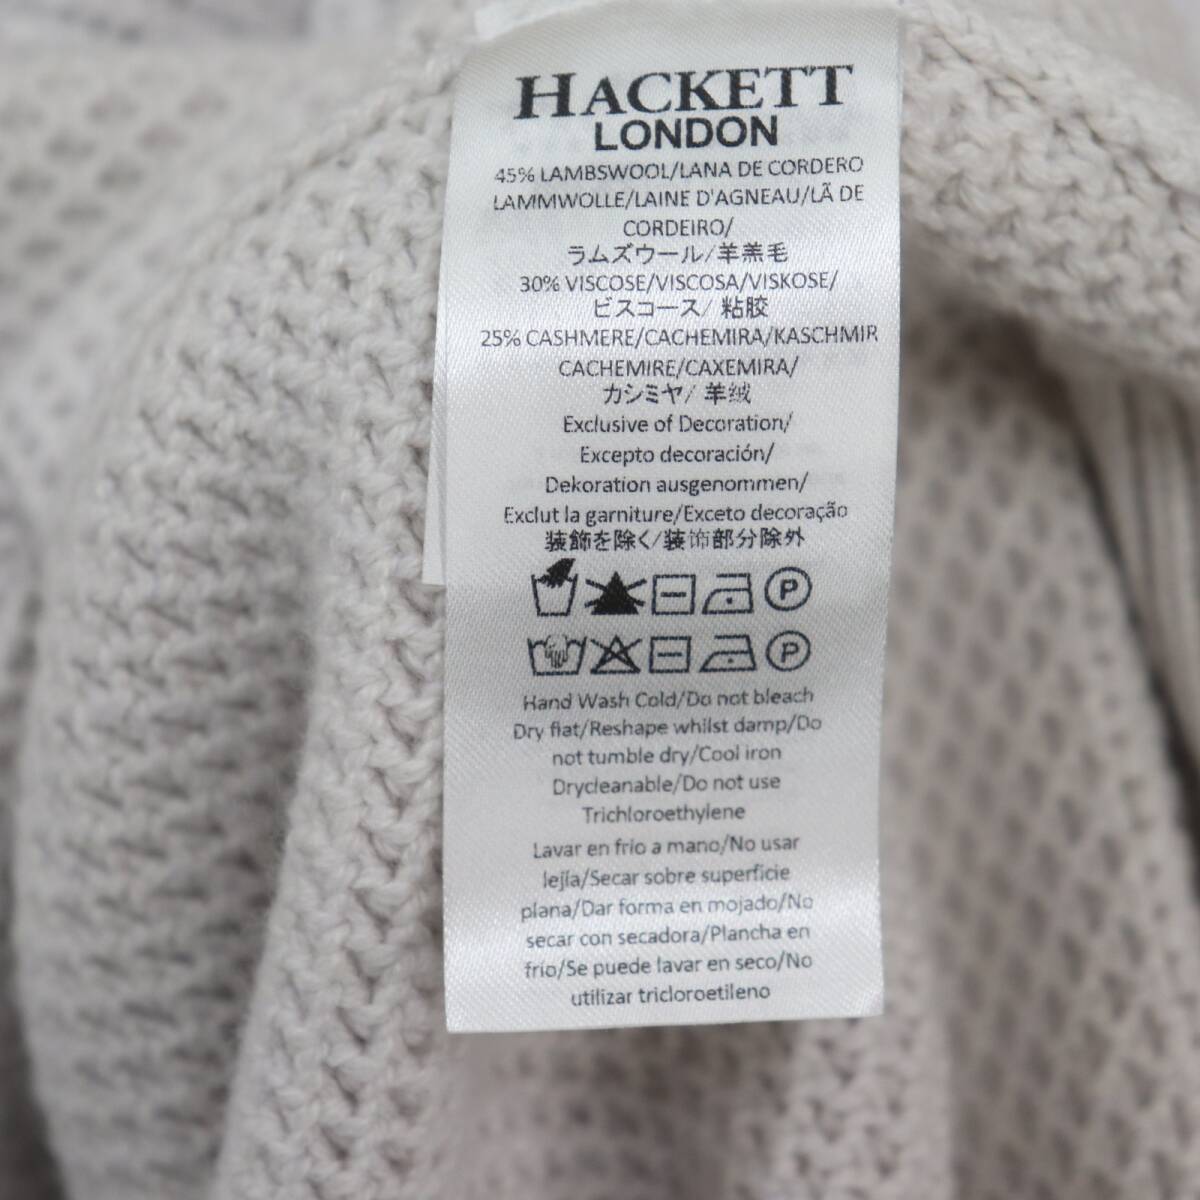 HACKETT
LONDON
45% LAMBSWOOL/LANA DE CORDERO
LAMMWOLLE/LAINE D'AGNEAU/LÃ DE
CORDEIRO/
ラムズウール/羊羔毛
30% VISCOSE/VISCOSA/VISKOSE/
ビスコース/ 粘胶
25% CASHMERE/CACHEMIRA/KASCHMIR
CACHEMIRE/CAXEMIRA/
カシミヤ/ 羊绒
Exclusive of Decoration/
Excepto decoración/
Dekoration ausgenommen/
Exclut la garniture/Exceto decoração
装飾を除く/装饰部分除外
P
P
Hand Wash Cold/Do not bleach
Dry flat/Reshape whilst damp/Do
not tumble dry/Cool iron
Drycleanable/Do not use
Trichloroethylene
Lavar en frío a mano/No usar
lejía/Secar sobre superficie
plana/Dar forma en mojado/No
secar con secadora/Plancha en
frío/Se puede lavar en seco/No
utilizar tricloroetileno